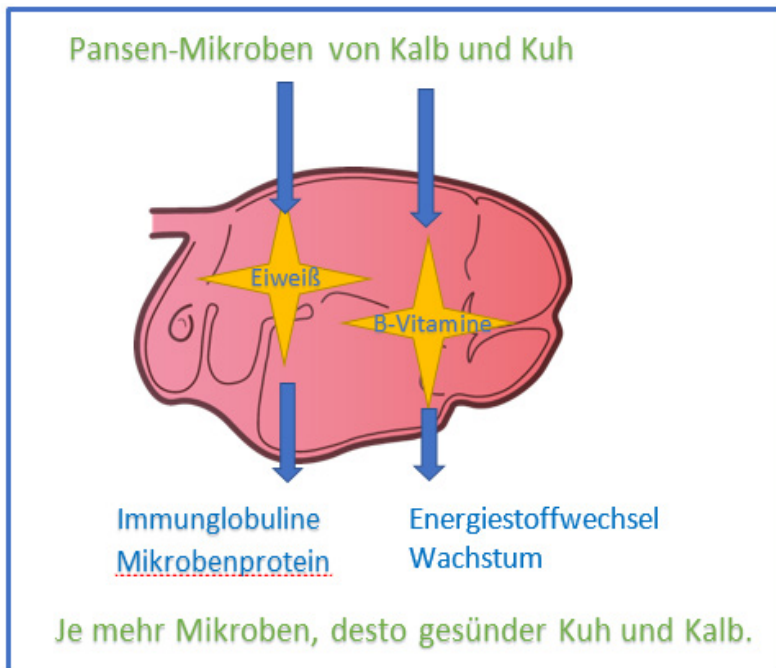 Pansen-Mikroben von Kalb und Kuh
Eiweiß
B-Vitamine
Immunglobuline
Mikrobenprotein
Energiestoffwechsel
Wachstum
Je mehr Mikroben, desto gesünder Kuh und Kalb.